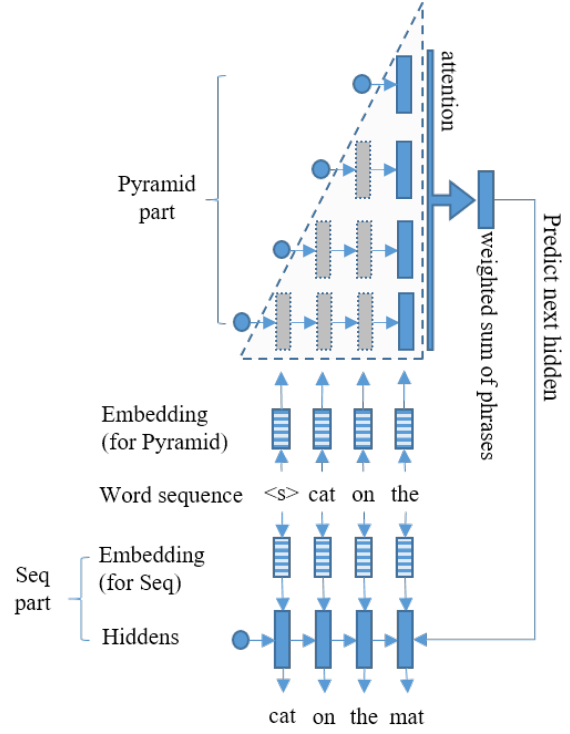 attention
Pyramid
part
weighted sum of phrases
Predict next hidden
Embedding
(for Pyramid)
Word sequence <s> cat on the
Seq
part
Embedding
(for Seq)
Hiddens
cat on the mat